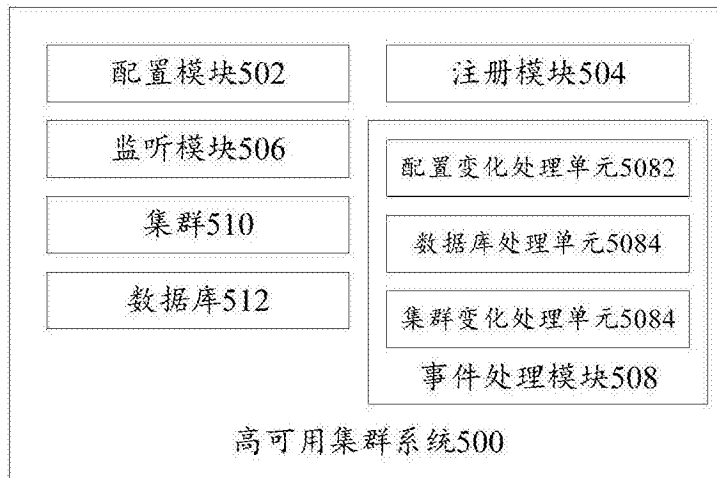 配置模块502
注册模块504
监听模块506
配置变化处理单元5082
集群510
数据库处理单元5084
数据库512
集群变化处理单元5084
事件处理模块508
高可用集群系统500